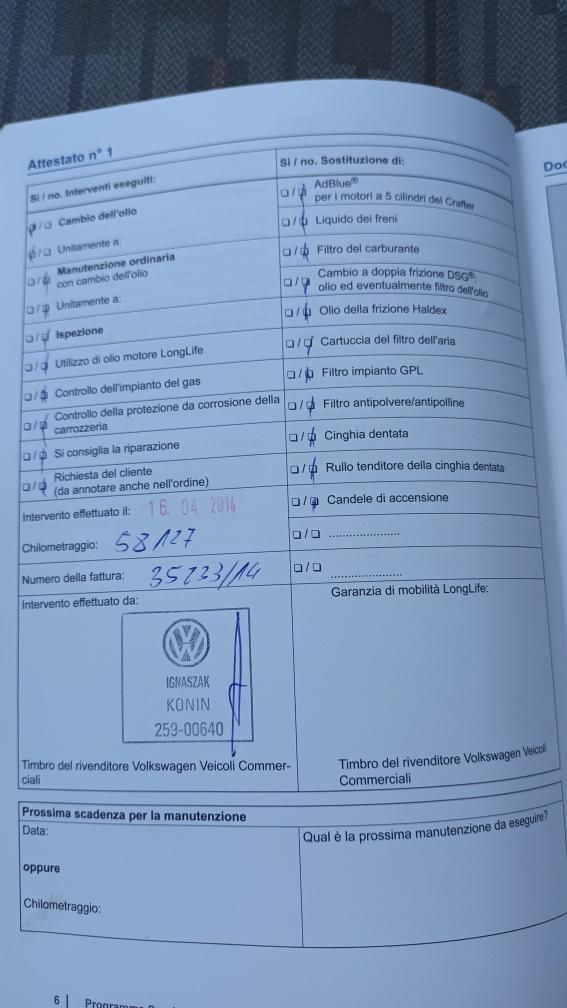 Attestato n° 1
Sì / no. Interventi eseguiti:
❏/❏ Cambio dell'olio
❏/❏ Unitamente a:
❏/❏ Manutenzione ordinaria
con cambio dell'olio
❏/❏ Unitamente a:
❏/❏ Ispezione
❏/❏ Utilizzo di olio motore LongLife
❏/❏ Controllo dell'impianto del gas
❏/❏ Controllo della protezione da corrosione della
carrozzeria
❏/❏ Si consiglia la riparazione
❏/❏ Richiesta del cliente
(da annotare anche nell'ordine)
Intervento effettuato il: 16. 04. 2014
Chilometraggio: 58127
Numero della fattura: 35233/14
Intervento effettuato da:
IGNASZAK
KONIN
259-00640
Timbro del rivenditore Volkswagen Veicoli Commer-
ciali
Sì / no. Sostituzione di:
❏/❏ AdBlue®
per i motori a 5 cilindri del Crafter
❏/❏ Liquido dei freni
❏/❏ Filtro del carburante
❏/❏ Cambio a doppia frizione DSG®:
olio ed eventualmente filtro dell'olio
❏/❏ Olio della frizione Haldex
❏/❏ Cartuccia del filtro dell'aria
❏/❏ Filtro impianto GPL
❏/❏ Filtro antipolvere/antipolline
❏/❏ Cinghia dentata
❏/❏ Rullo tenditore della cinghia dentata
❏/❏ Candele di accensione
❏/❏ .....................
❏/❏ .....................
Garanzia di mobilità LongLife:
Timbro del rivenditore Volkswagen Veicoli
Commerciali
Prossima scadenza per la manutenzione
Data:
oppure
Chilometraggio:
Qual è la prossima manutenzione da eseguire?
6